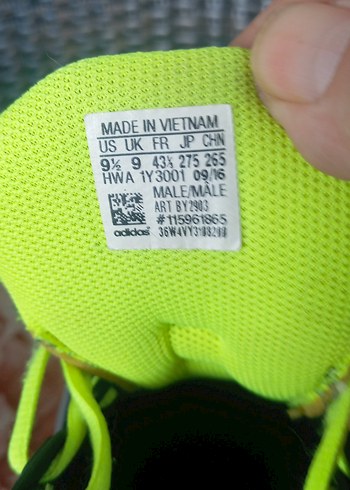 MADE IN VIETNAM
US UK FR JP CHN
9½ 9 43⅓ 275 265
HWA 1Y3001 09/16
MALE/MALE
ART BY2903
#115961865
adidas